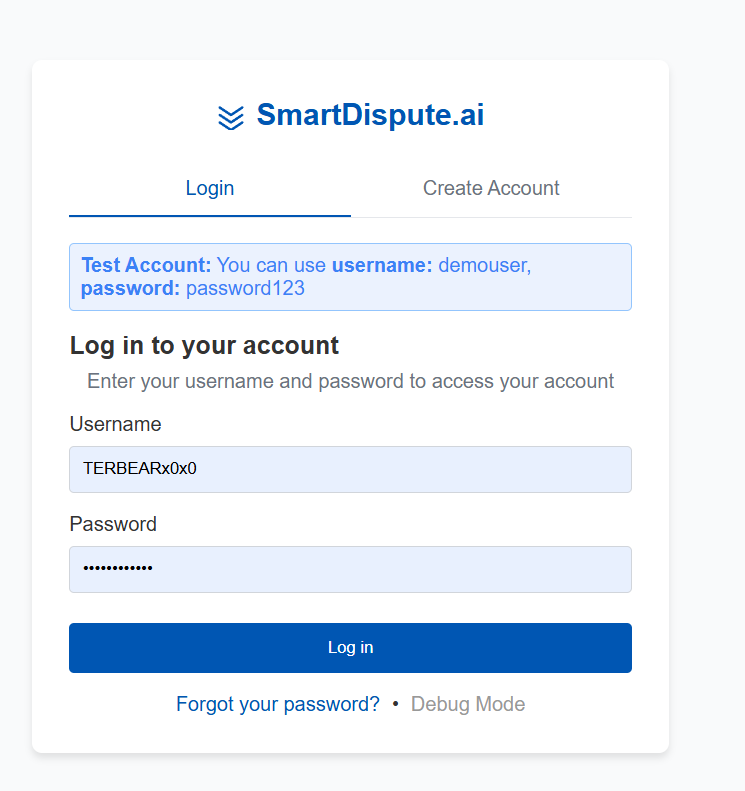 SmartDispute.ai
Login
Create Account
Test Account: You can use username: demouser,
password: password123
Log in to your account
Enter your username and password to access your account
Username
TERBEARx0x0
Password
••••••••••••
Log in
Forgot your password? • Debug Mode